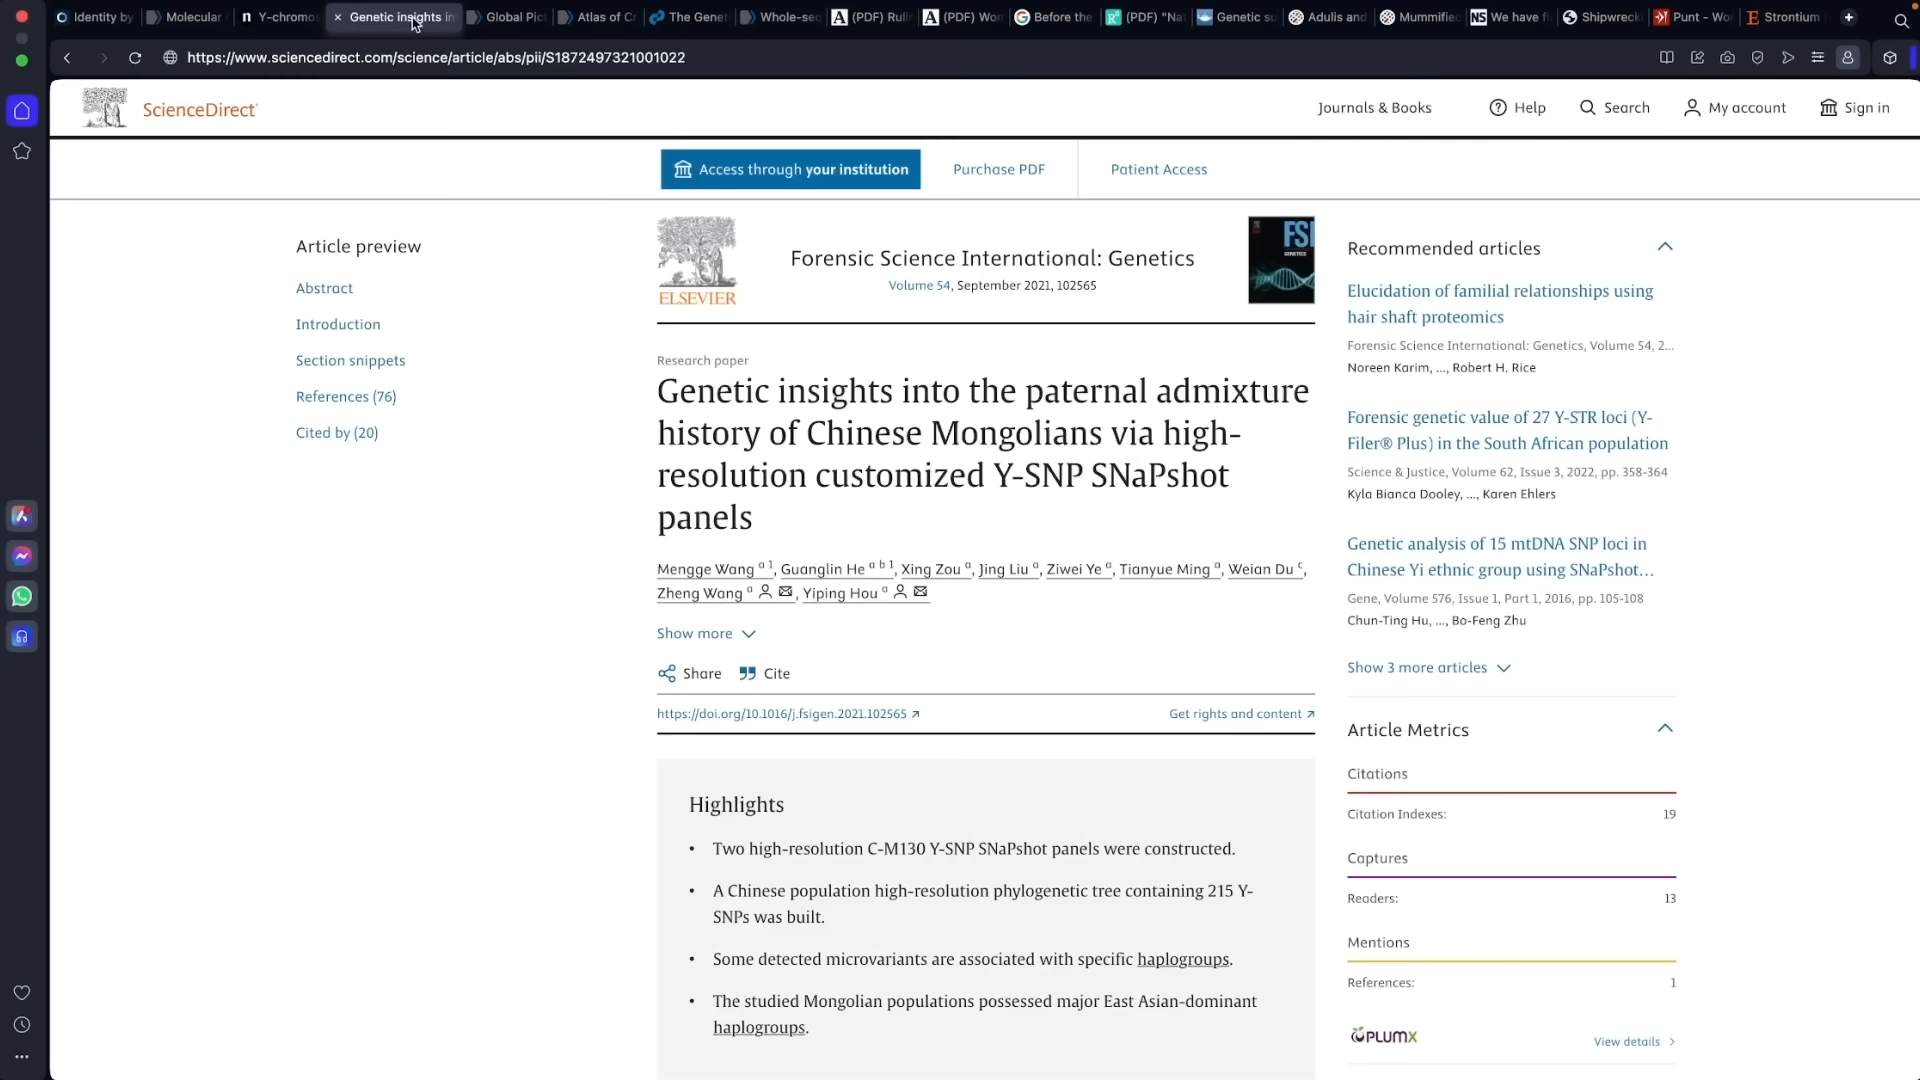 Identity by
Molecular
Y-chromos
Genetic insights in
Global Pict
Atlas of Cr
The Genet
Whole-seq
(PDF) Ruli
(PDF) Wor
Before the
(PDF) "Nat
Genetic su
Adulis and
Mummified
We have fi
Shipwreck
Punt - Wor
Strontium
https://www.sciencedirect.com/science/article/abs/pii/S1872497321001022
ScienceDirect
Journals & Books
Help
Search
My account
Sign in
Access through your institution
Purchase PDF
Patient Access
Article preview
Abstract
Introduction
Section snippets
References (76)
Cited by (20)
ELSEVIER
Forensic Science International: Genetics
Volume 54, September 2021, 102565
FSI
GENETICS
Research paper
Genetic insights into the paternal admixture
history of Chinese Mongolians via high-
resolution customized Y-SNP SNaPshot
panels
Mengge Wang a 1, Guanglin He a b 1, Xing Zou a, Jing Liu a, Ziwei Ye a, Tianyue Ming a, Weian Du c,
Zheng Wang a, Yiping Hou a
Show more
Share
Cite
https://doi.org/10.1016/j.fsigen.2021.102565
Get rights and content
Highlights
• Two high-resolution C-M130 Y-SNP SNaPshot panels were constructed.
• A Chinese population high-resolution phylogenetic tree containing 215 Y-
SNPs was built.
• Some detected microvariants are associated with specific haplogroups.
• The studied Mongolian populations possessed major East Asian-dominant
haplogroups.
Recommended articles
Elucidation of familial relationships using
hair shaft proteomics
Forensic Science International: Genetics, Volume 54, 2...
Noreen Karim, ..., Robert H. Rice
Forensic genetic value of 27 Y-STR loci (Y-
Filer® Plus) in the South African population
Science & Justice, Volume 62, Issue 3, 2022, pp. 358-364
Kyla Bianca Dooley, ..., Karen Ehlers
Genetic analysis of 15 mtDNA SNP loci in
Chinese Yi ethnic group using SNaPshot...
Gene, Volume 576, Issue 1, Part 1, 2016, pp. 105-108
Chun-Ting Hu, ..., Bo-Feng Zhu
Show 3 more articles
Article Metrics
Citations
Citation Indexes:
19
Captures
Readers:
13
Mentions
References:
1
PLUMX
View details